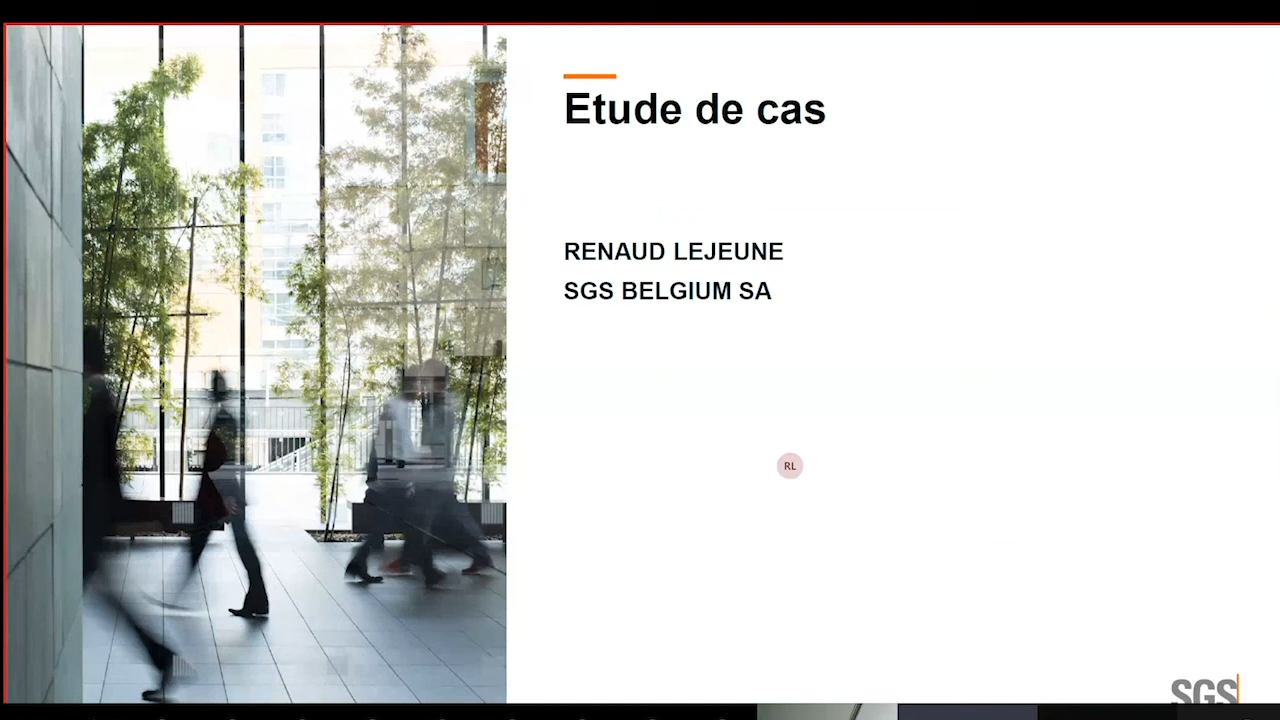 Etude de cas
RENAUD LEJEUNE
SGS BELGIUM SA
RL
SGS